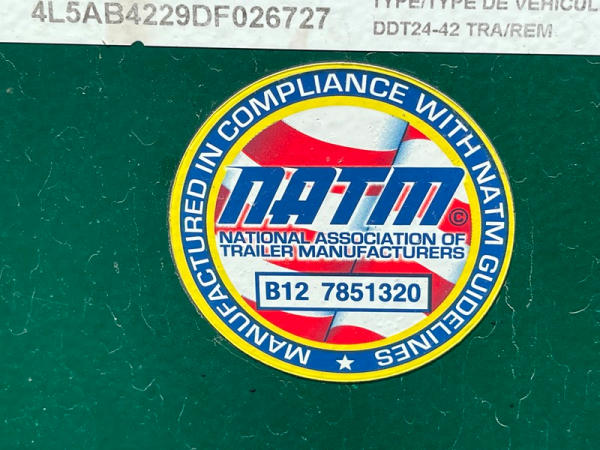 4L5AB4229DF026727
TYPE/TYPE DE VEHICUL
DDT24-42 TRA/REM
MANUFACTURED IN COMPLIANCE WITH NATM GUIDELINES ★
NATM©
NATIONAL ASSOCIATION OF
TRAILER MANUFACTURERS
B12 7851320